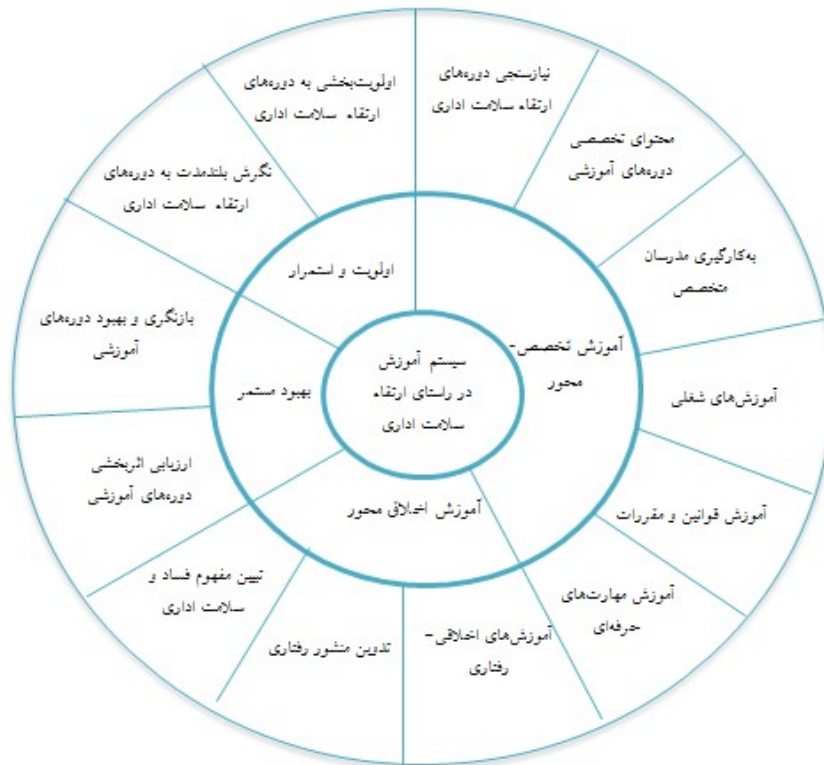 اولویت‌بخشی به دوره‌های
ارتقاء سلامت اداری
نیازسنجی دوره‌های
ارتقاء سلامت اداری
محتوای تخصصی
دوره‌های آموزشی
به‌کارگیری مدرسان
متخصص
آموزش‌های شغلی
آموزش قوانین و مقررات
آموزش مهارت‌های
حرفه‌ای
آموزش‌های اخلاقی-
رفتاری
تدوین منشور رفتاری
تبیین مفهوم فساد و
سلامت اداری
ارزیابی اثربخشی
دوره‌های آموزشی
بازنگری و بهبود دوره‌های
آموزشی
نگرش بلندمدت به دوره‌های
ارتقاء سلامت اداری
اولویت و استمرار
آموزش تخصص-
محور
آموزش اخلاقی محور
بهبود مستمر
سیستم آموزش
در راستای ارتقاء
سلامت اداری